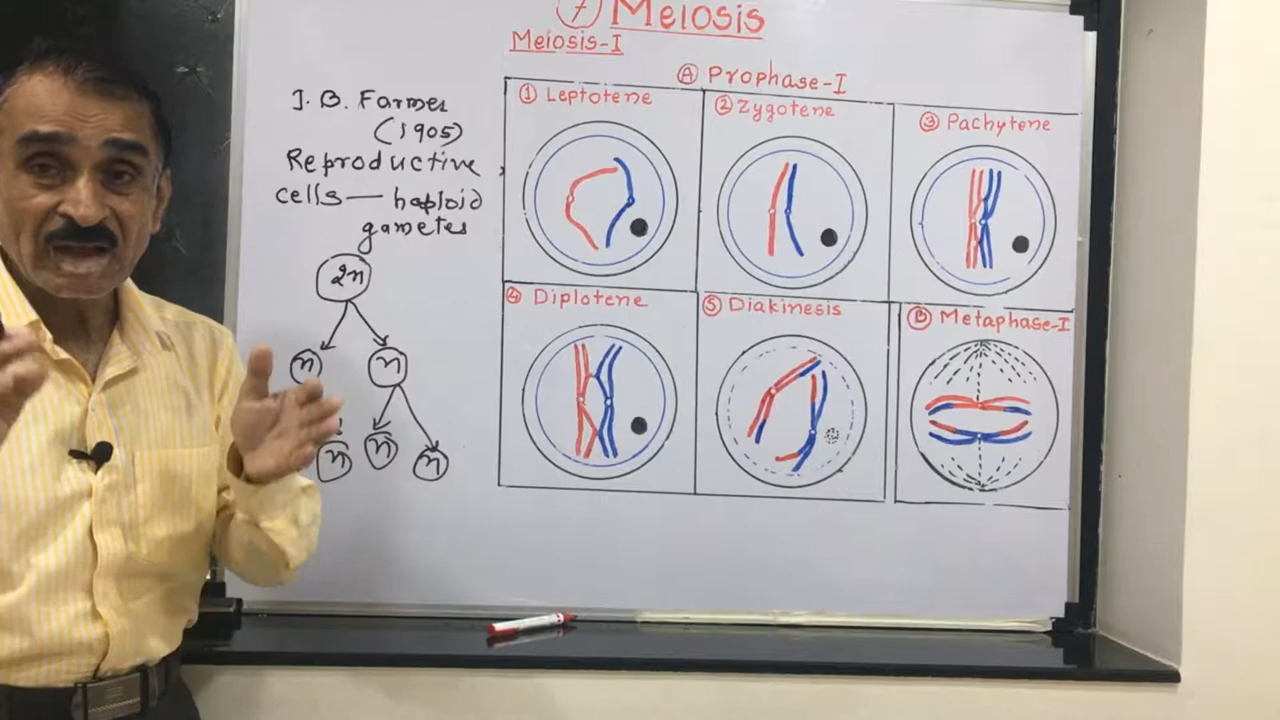 ⑦ Meiosis
Meiosis-I
Ⓐ Prophase-I
J. B. Farmer
(1905)
Reproductive
cells — haploid
gametes
2n
n n
n n n
① Leptotene
② Zygotene
③ Pachytene
④ Diplotene
⑤ Diakinesis
Ⓑ Metaphase-I